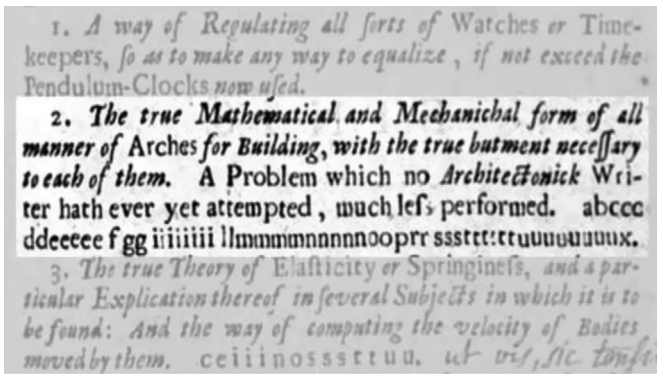 1. A way of Regulating all ſorts of Watches or Time-
keepers, ſo as to make any way to equalize, if not exceed the
Pendulum-Clocks now uſed.
2. The true Mathematical and Mechanichal form of all
manner of Arches for Building, with the true butment neceſſary
to each of them. A Problem which no Architectonick Wri-
ter hath ever yet attempted, much leſs performed. abccc
ddeeeee f gg iiiiiiii llmmmmnnnnnooprr sssttttttuuuuuuuux.
3. The true Theory of Elaſticity or Springineſs, and a par-
ticular Explication thereof in ſeveral Subjects in which it is to
be found: And the way of computing the velocity of Bodies
moved by them. ceiiinosssttuu. ut vis, sic tensi